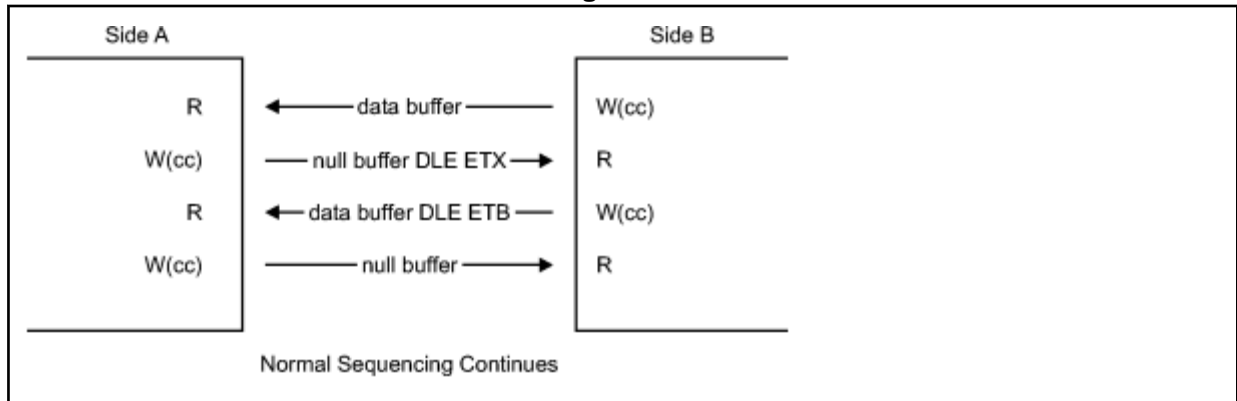 Side A Side B
R data buffer W(cc)
W(cc) null buffer DLE ETX R
R data buffer DLE ETB W(cc)
W(cc) null buffer R
Normal Sequencing Continues